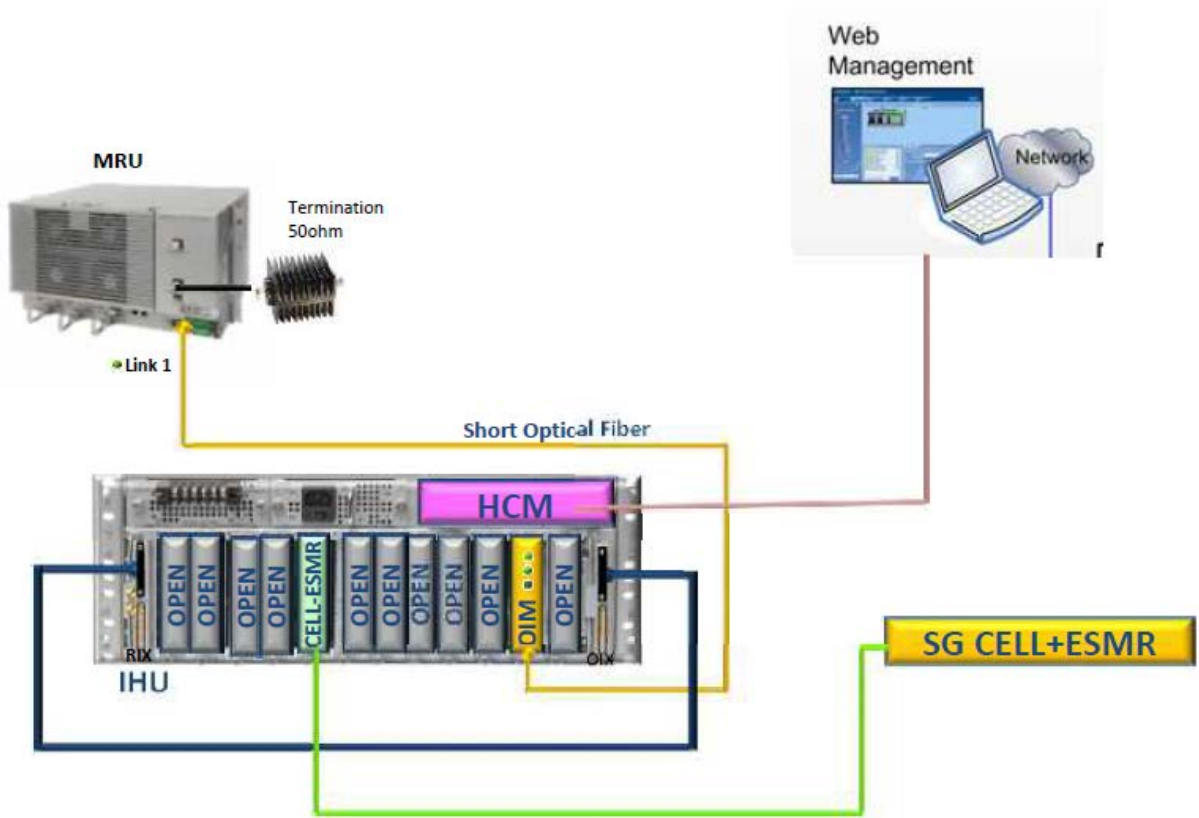 Web
Management
Network
MRU
Termination
50ohm
Link 1
Short Optical Fiber
HCM
OPEN
OPEN
OPEN
OPEN
CELL-ESMR
OPEN
OPEN
OPEN
OPEN
OPEN
OIM
OPEN
RIX
OIX
IHU
SG CELL+ESMR